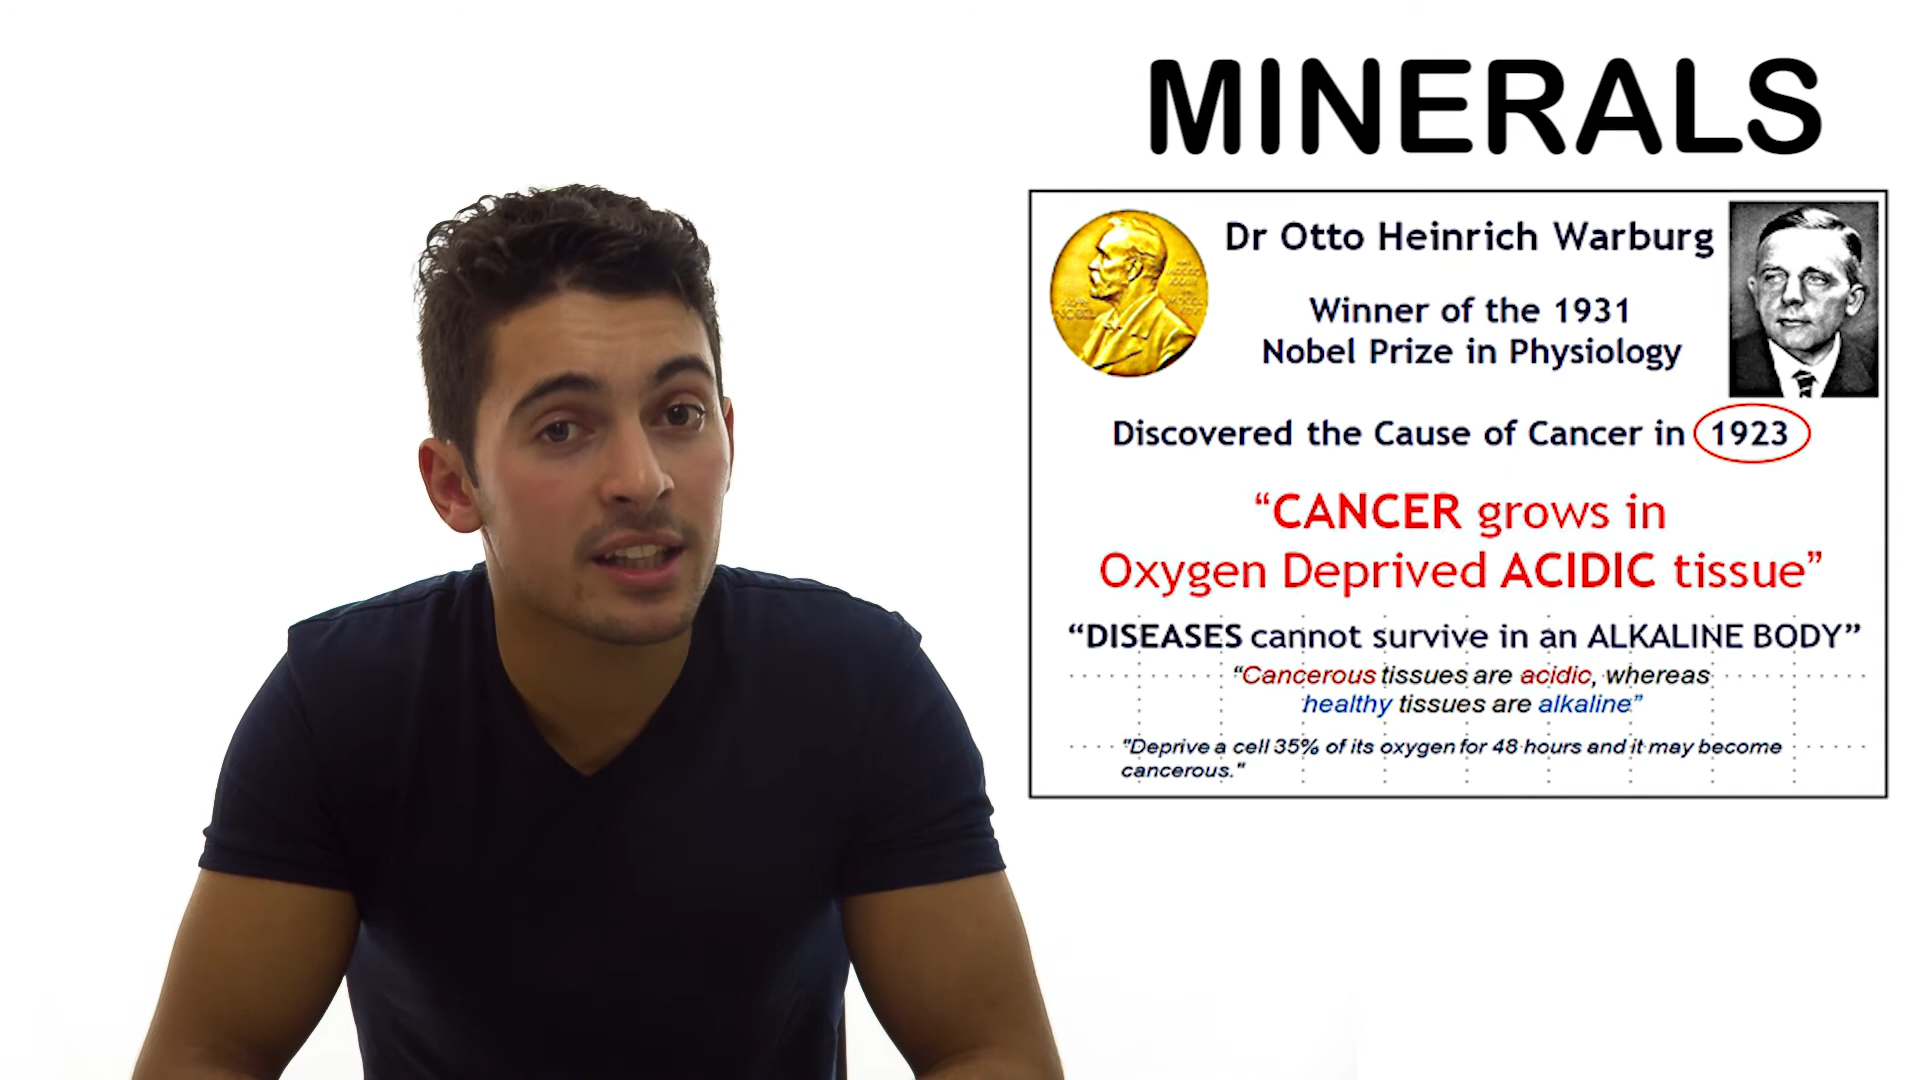 MINERALS
Dr Otto Heinrich Warburg
Winner of the 1931
Nobel Prize in Physiology
Discovered the Cause of Cancer in 1923
“CANCER grows in
Oxygen Deprived ACIDIC tissue”
“DISEASES cannot survive in an ALKALINE BODY”
“Cancerous tissues are acidic, whereas
healthy tissues are alkaline”
"Deprive a cell 35% of its oxygen for 48 hours and it may become
cancerous."